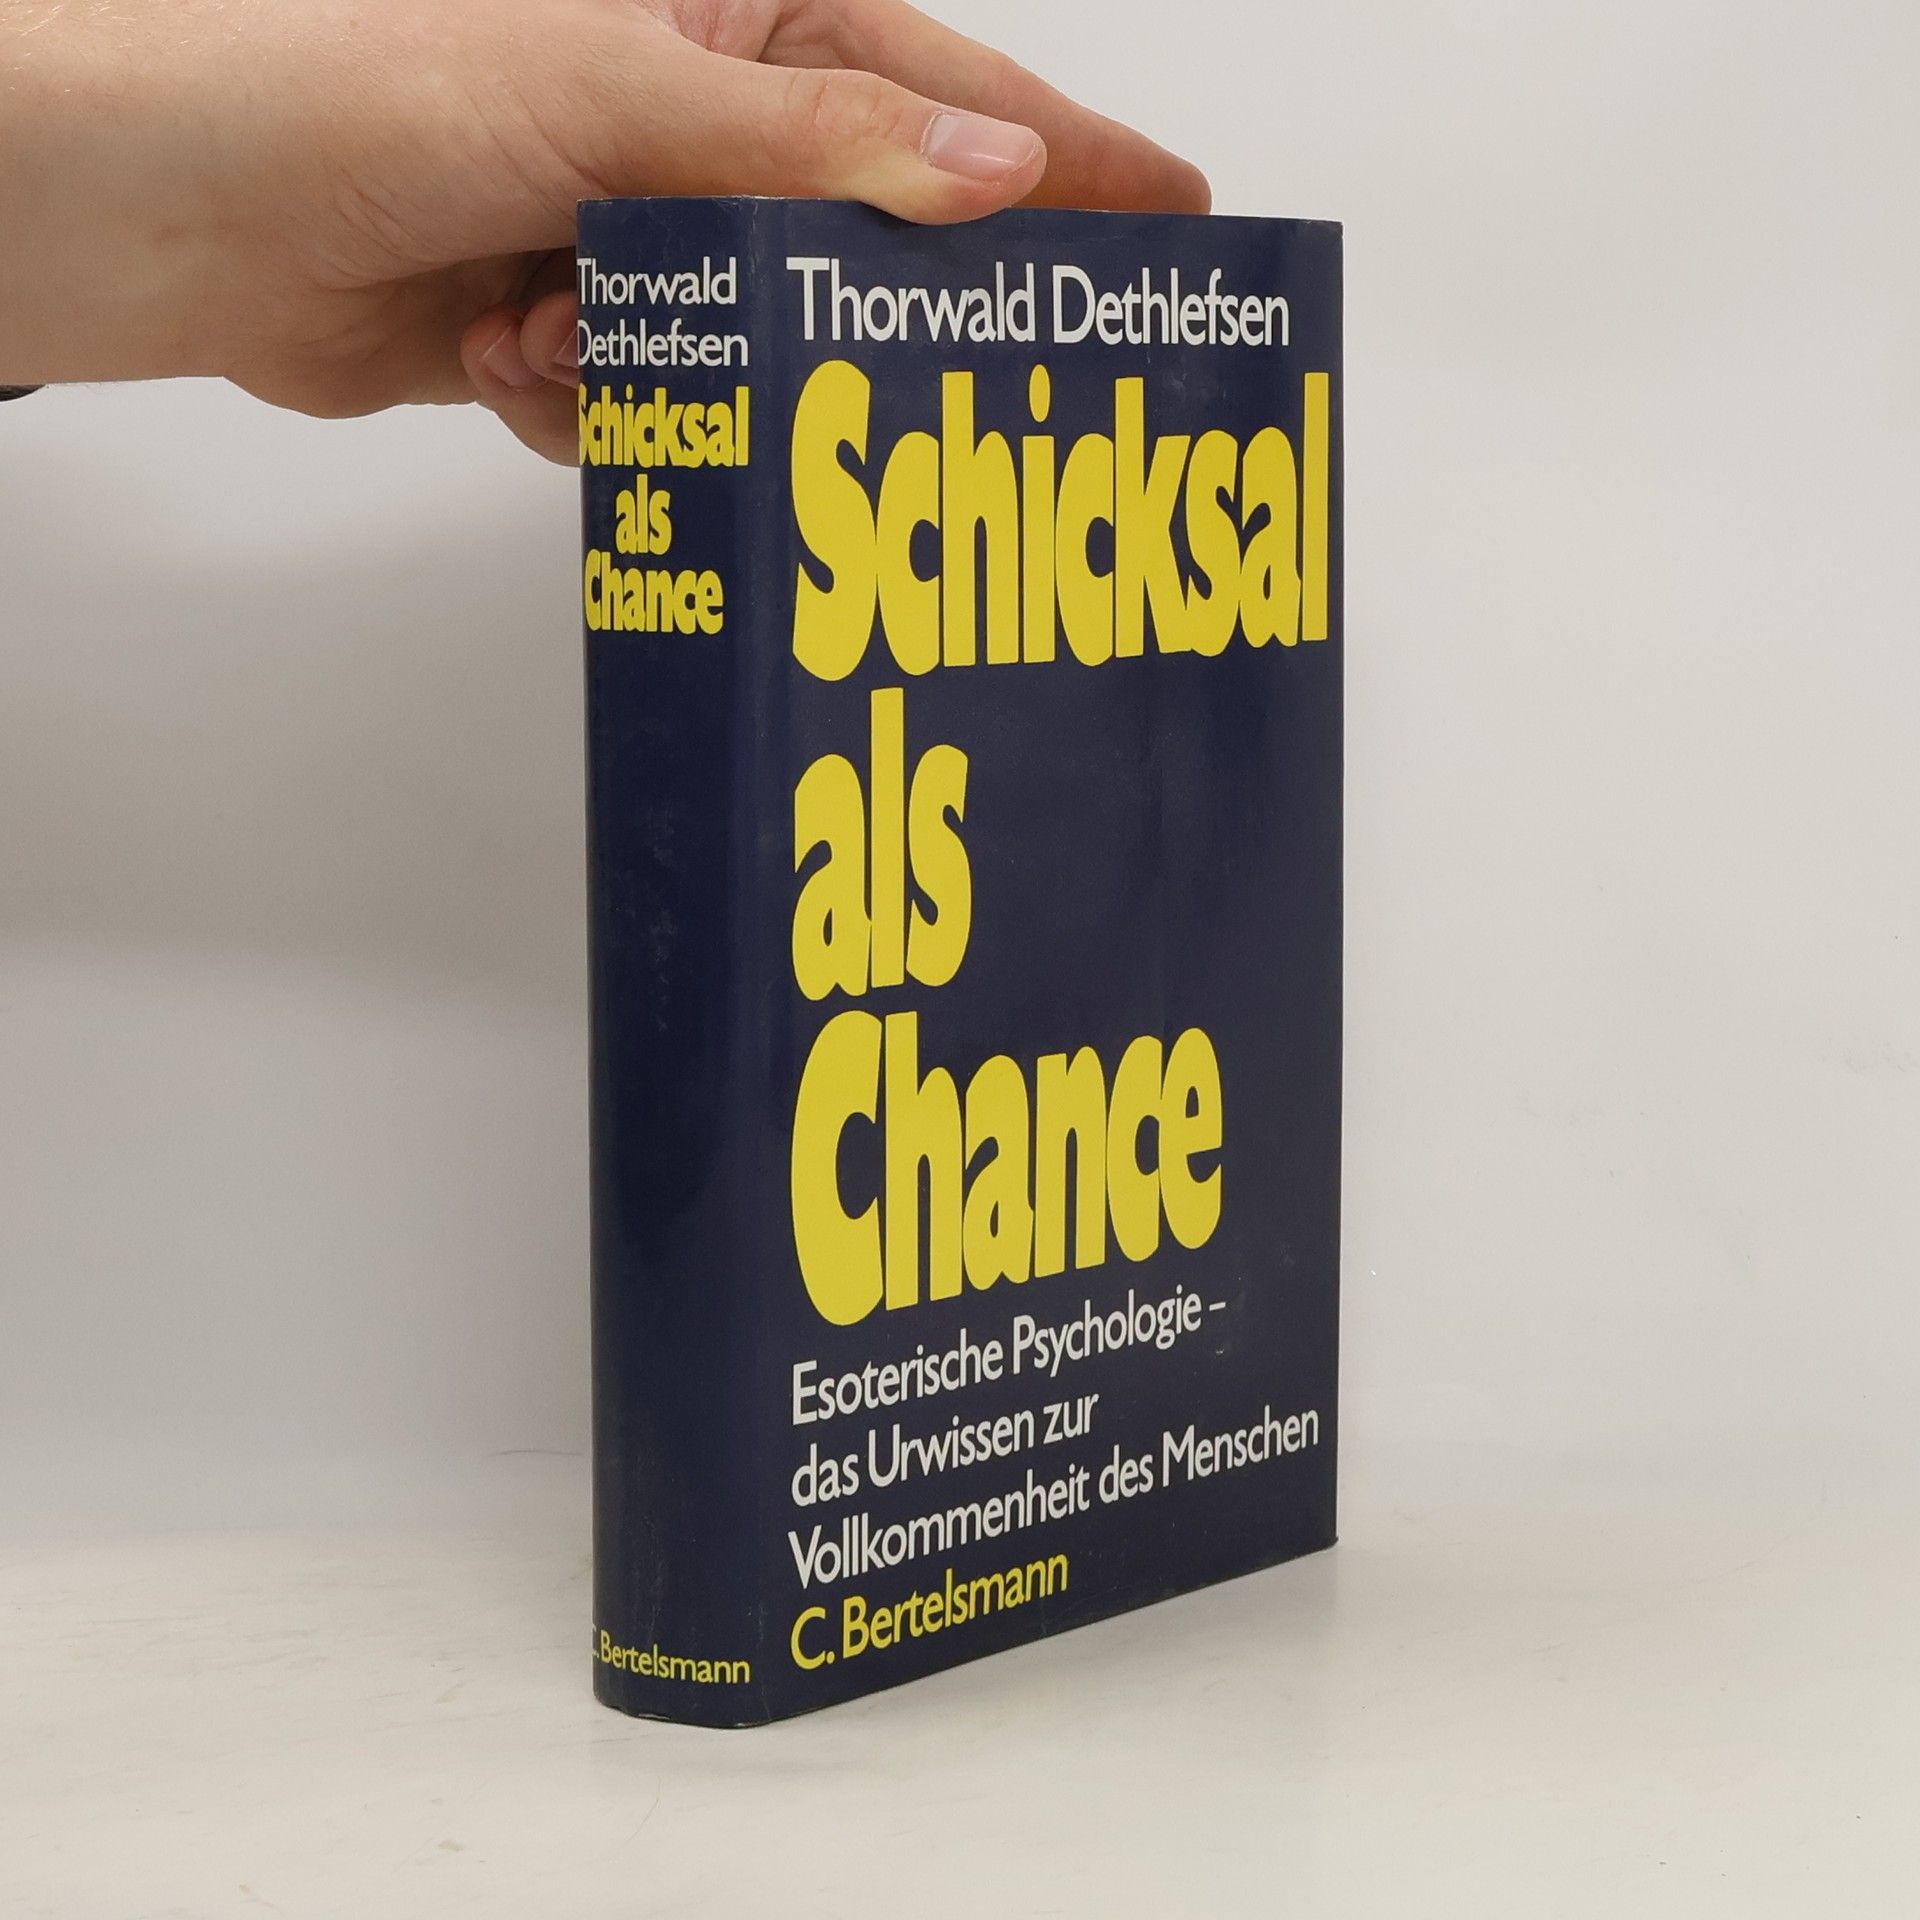 Thorwald
Dethlefsen
Schicksal
als
Chance
C. Bertelsmann
Thorwald Dethlefsen
Schicksal
als
Chance
Esoterische Psychologie –
das Urwissen zur
Vollkommenheit des Menschen
C. Bertelsmann